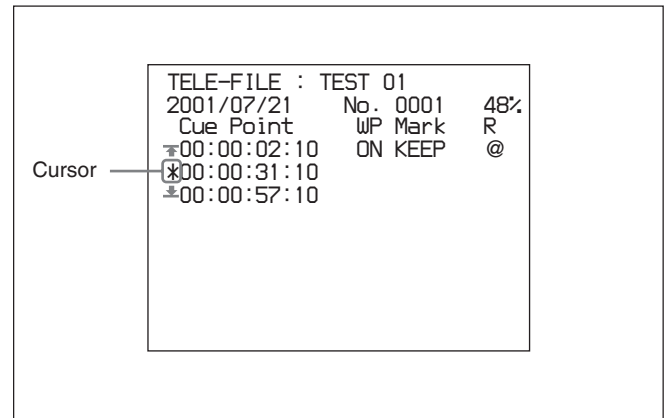 TELE-FILE : TEST 01
2001/07/21 No. 0001 48%
Cue Point WP Mark R
00:00:02:10 ON KEEP @
Cursor *00:00:31:10
00:00:57:10